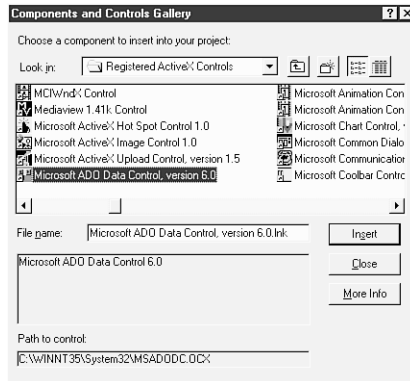 Components and Controls Gallery
Choose a component to insert into your project:
Look in: Registered ActiveX Controls
MCIWndX Control
Mediaview 1.41k Control
Microsoft ActiveX Hot Spot Control 1.0
Microsoft ActiveX Image Control 1.0
Microsoft ActiveX Upload Control, version 1.5
Microsoft ADO Data Control, version 6.0
Microsoft Animation Con
Microsoft Animation Con
Microsoft Chart Control,
Microsoft Common Dialo
Microsoft Communication
Microsoft Coolbar Contro
File name: Microsoft ADO Data Control, version 6.0.lnk
Insert
Microsoft ADO Data Control 6.0
Close
More Info
Path to control:
C:\WINNT35\System32\MSADODC.OCX